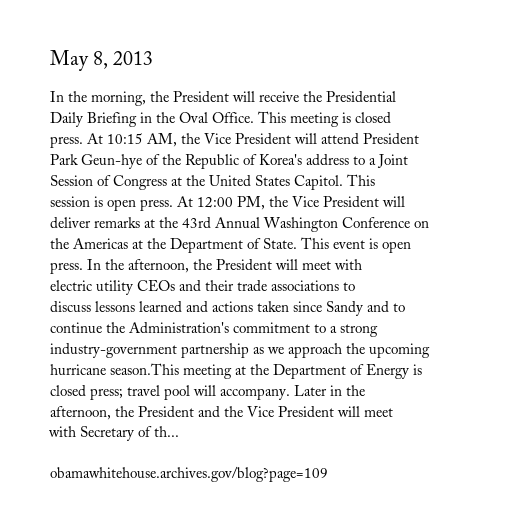 May 8, 2013
In the morning, the President will receive the Presidential
Daily Briefing in the Oval Office. This meeting is closed
press. At 10:15 AM, the Vice President will attend President
Park Geun-hye of the Republic of Korea's address to a Joint
Session of Congress at the United States Capitol. This
session is open press. At 12:00 PM, the Vice President will
deliver remarks at the 43rd Annual Washington Conference on
the Americas at the Department of State. This event is open
press. In the afternoon, the President will meet with
electric utility CEOs and their trade associations to
discuss lessons learned and actions taken since Sandy and to
continue the Administration's commitment to a strong
industry-government partnership as we approach the upcoming
hurricane season.This meeting at the Department of Energy is
closed press; travel pool will accompany. Later in the
afternoon, the President and the Vice President will meet
with Secretary of th...
obamawhitehouse.archives.gov/blog?page=109